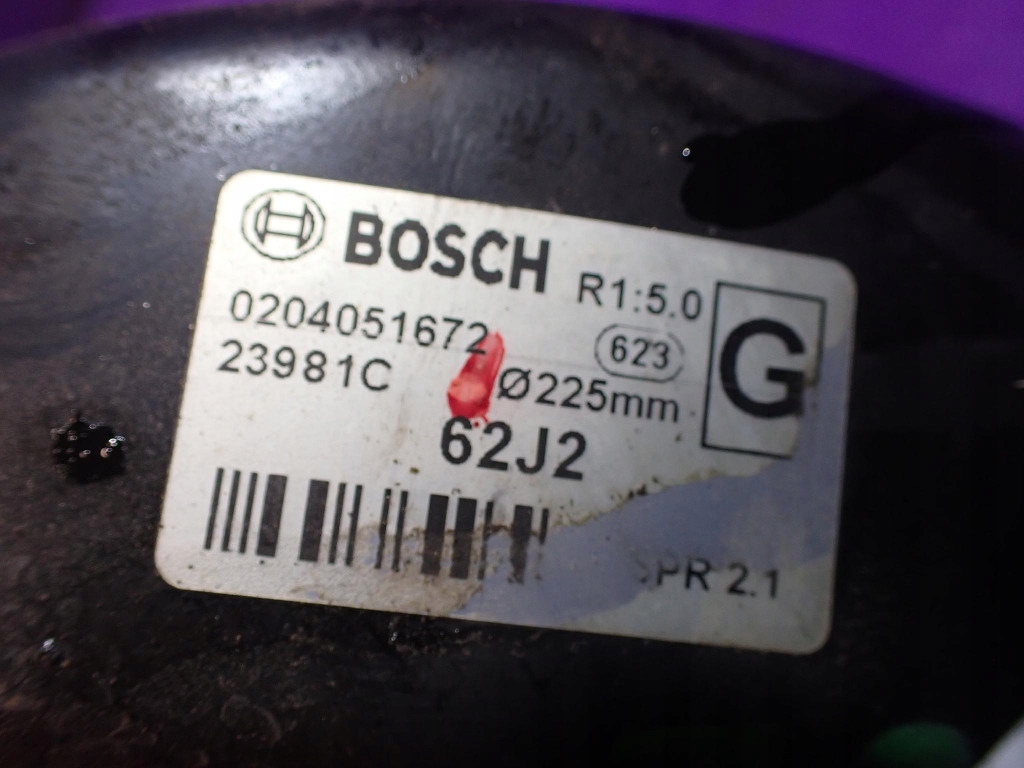 BOSCH R1:5.0
0204051672 623 G
23981C Ø225mm
62J2
PR 2.1